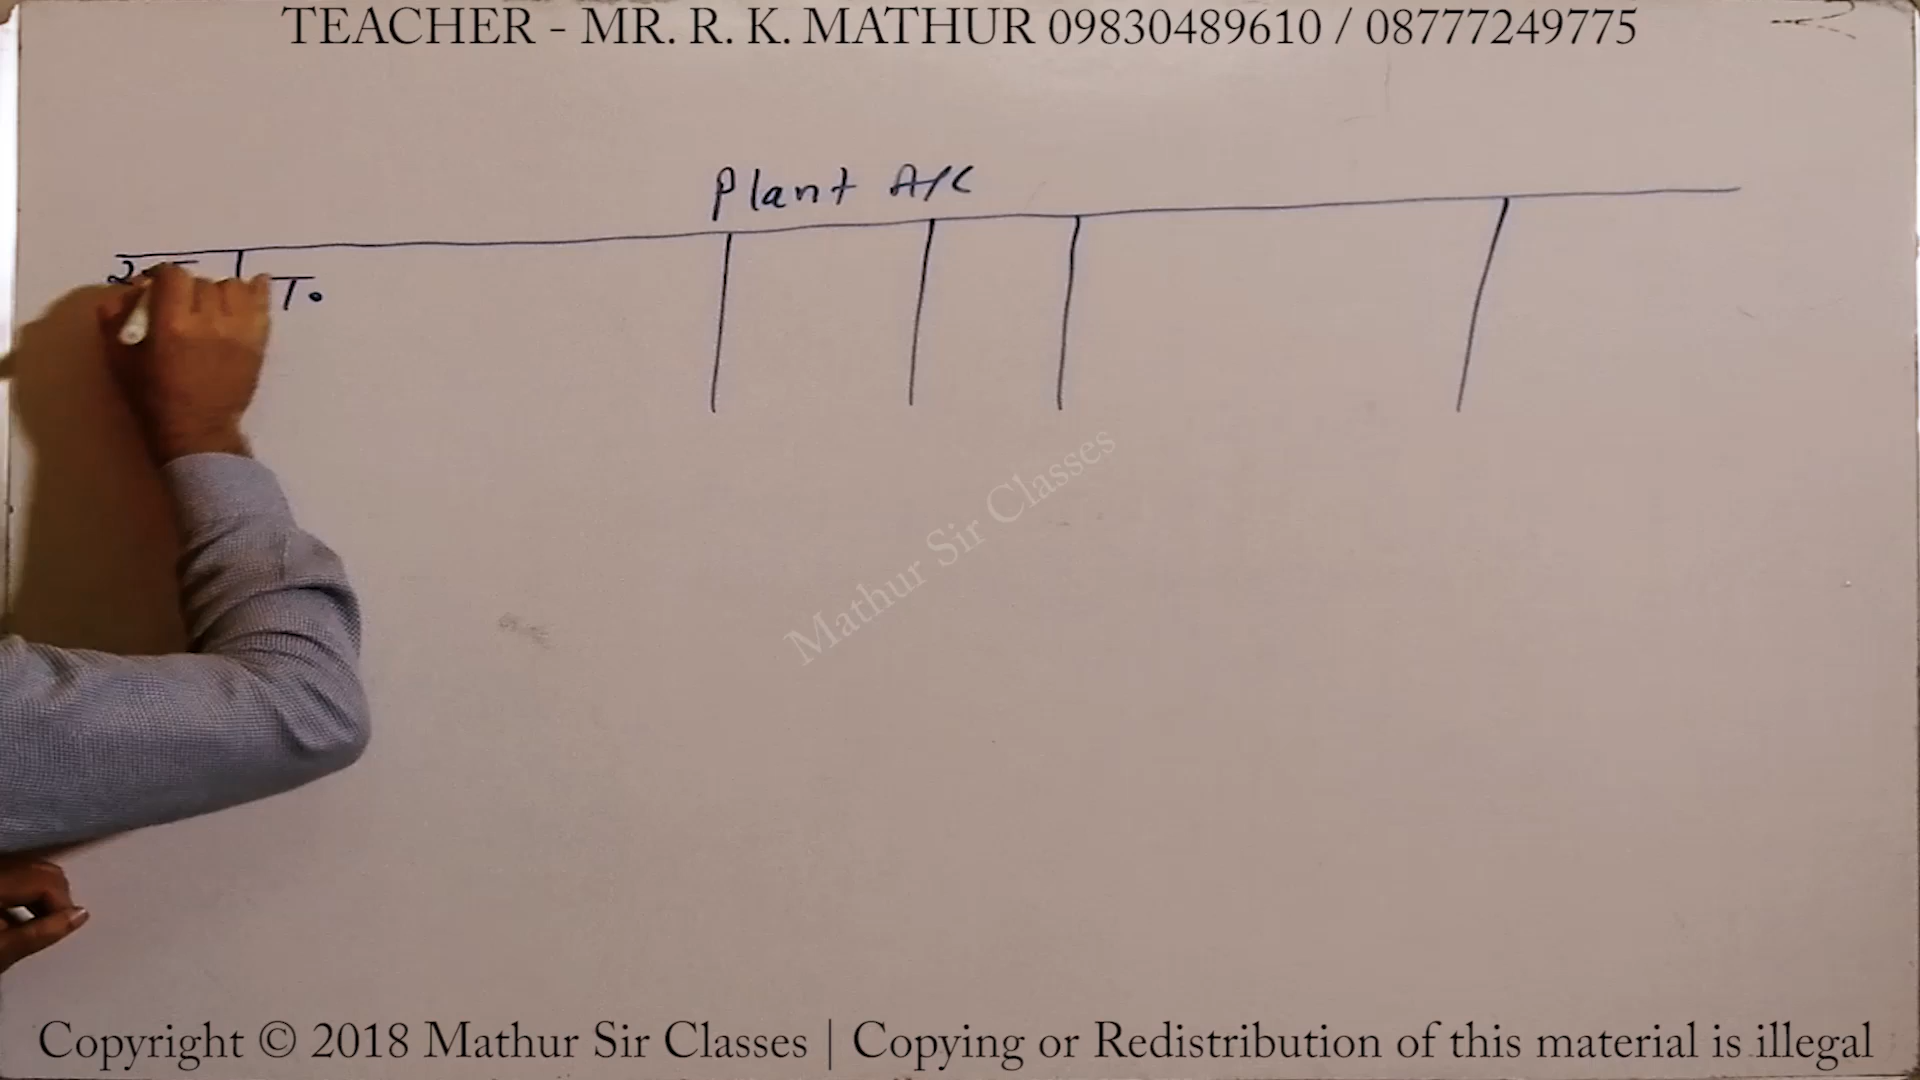 TEACHER - MR. R. K. MATHUR 09830489610 / 08777249775
Plant A/C
To
Mathur Sir Classes
Copyright © 2018 Mathur Sir Classes | Copying or Redistribution of this material is illegal